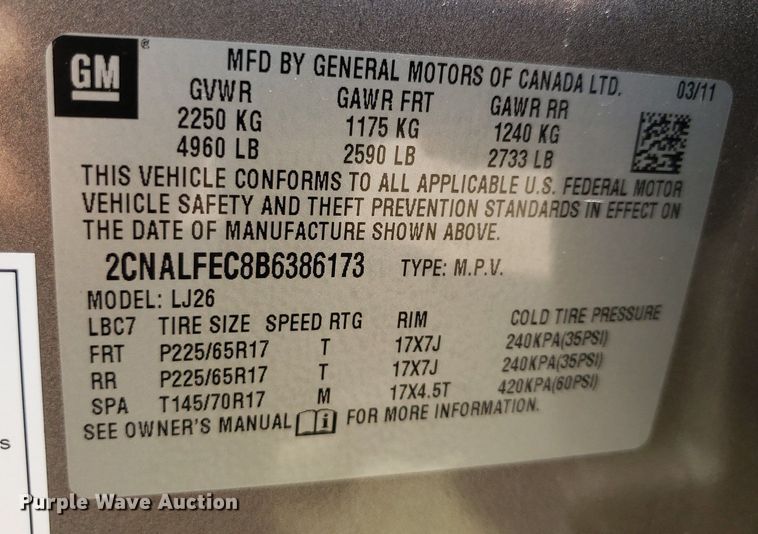 GM ®
MFD BY GENERAL MOTORS OF CANADA LTD. 03/11
GVWR GAWR FRT GAWR RR
2250 KG 1175 KG 1240 KG
4960 LB 2590 LB 2733 LB
THIS VEHICLE CONFORMS TO ALL APPLICABLE U.S. FEDERAL MOTOR
VEHICLE SAFETY AND THEFT PREVENTION STANDARDS IN EFFECT ON
THE DATE OF MANUFACTURE SHOWN ABOVE.
2CNALFEC8B6386173 TYPE: M.P.V.
MODEL: LJ26
LBC7 TIRE SIZE SPEED RTG RIM COLD TIRE PRESSURE
FRT P225/65R17 T 17X7J 240KPA(35PSI)
RR P225/65R17 T 17X7J 240KPA(35PSI)
SPA T145/70R17 M 17X4.5T 420KPA(60PSI)
SEE OWNER'S MANUAL i FOR MORE INFORMATION.
s
Purple Wave Auction